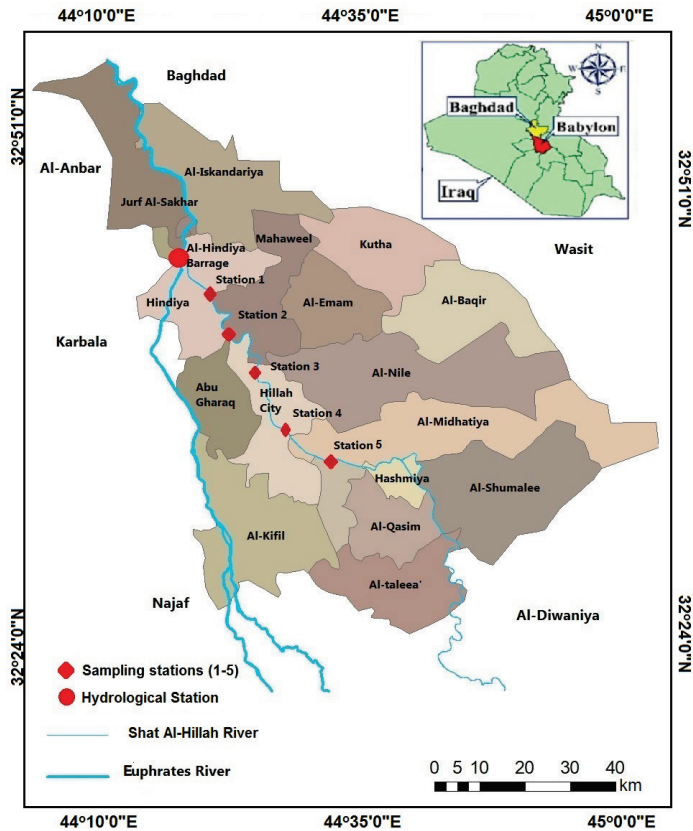 44°10'0"E
44°35'0"E
45°0'0"E
32°51'0"N
32°51'0"N
Baghdad
N
W
E
S
Baghdad
Babylon
Iraq
Al-Anbar
Al-Iskandariya
Jurf Al-Sakhar
Mahaweel
Kutha
Wasit
Al-Hindiya
Barrage
Station 1
Hindiya
Station 2
Al-Emam
Al-Baqir
Karbala
Station 3
Al-Nile
Abu
Gharaq
Hillah
City
Station 4
Al-Midhatiya
Station 5
Hashmiya
Al-Shumalee
Al-Kifil
Al-Qasim
Al-taleea'
Najaf
Al-Diwaniya
32°24'0"N
32°24'0"N
Sampling stations (1-5)
Hydrological Station
Shat Al-Hillah River
Euphrates River
0 5 10 20 30 40
km
44°10'0"E
44°35'0"E
45°0'0"E